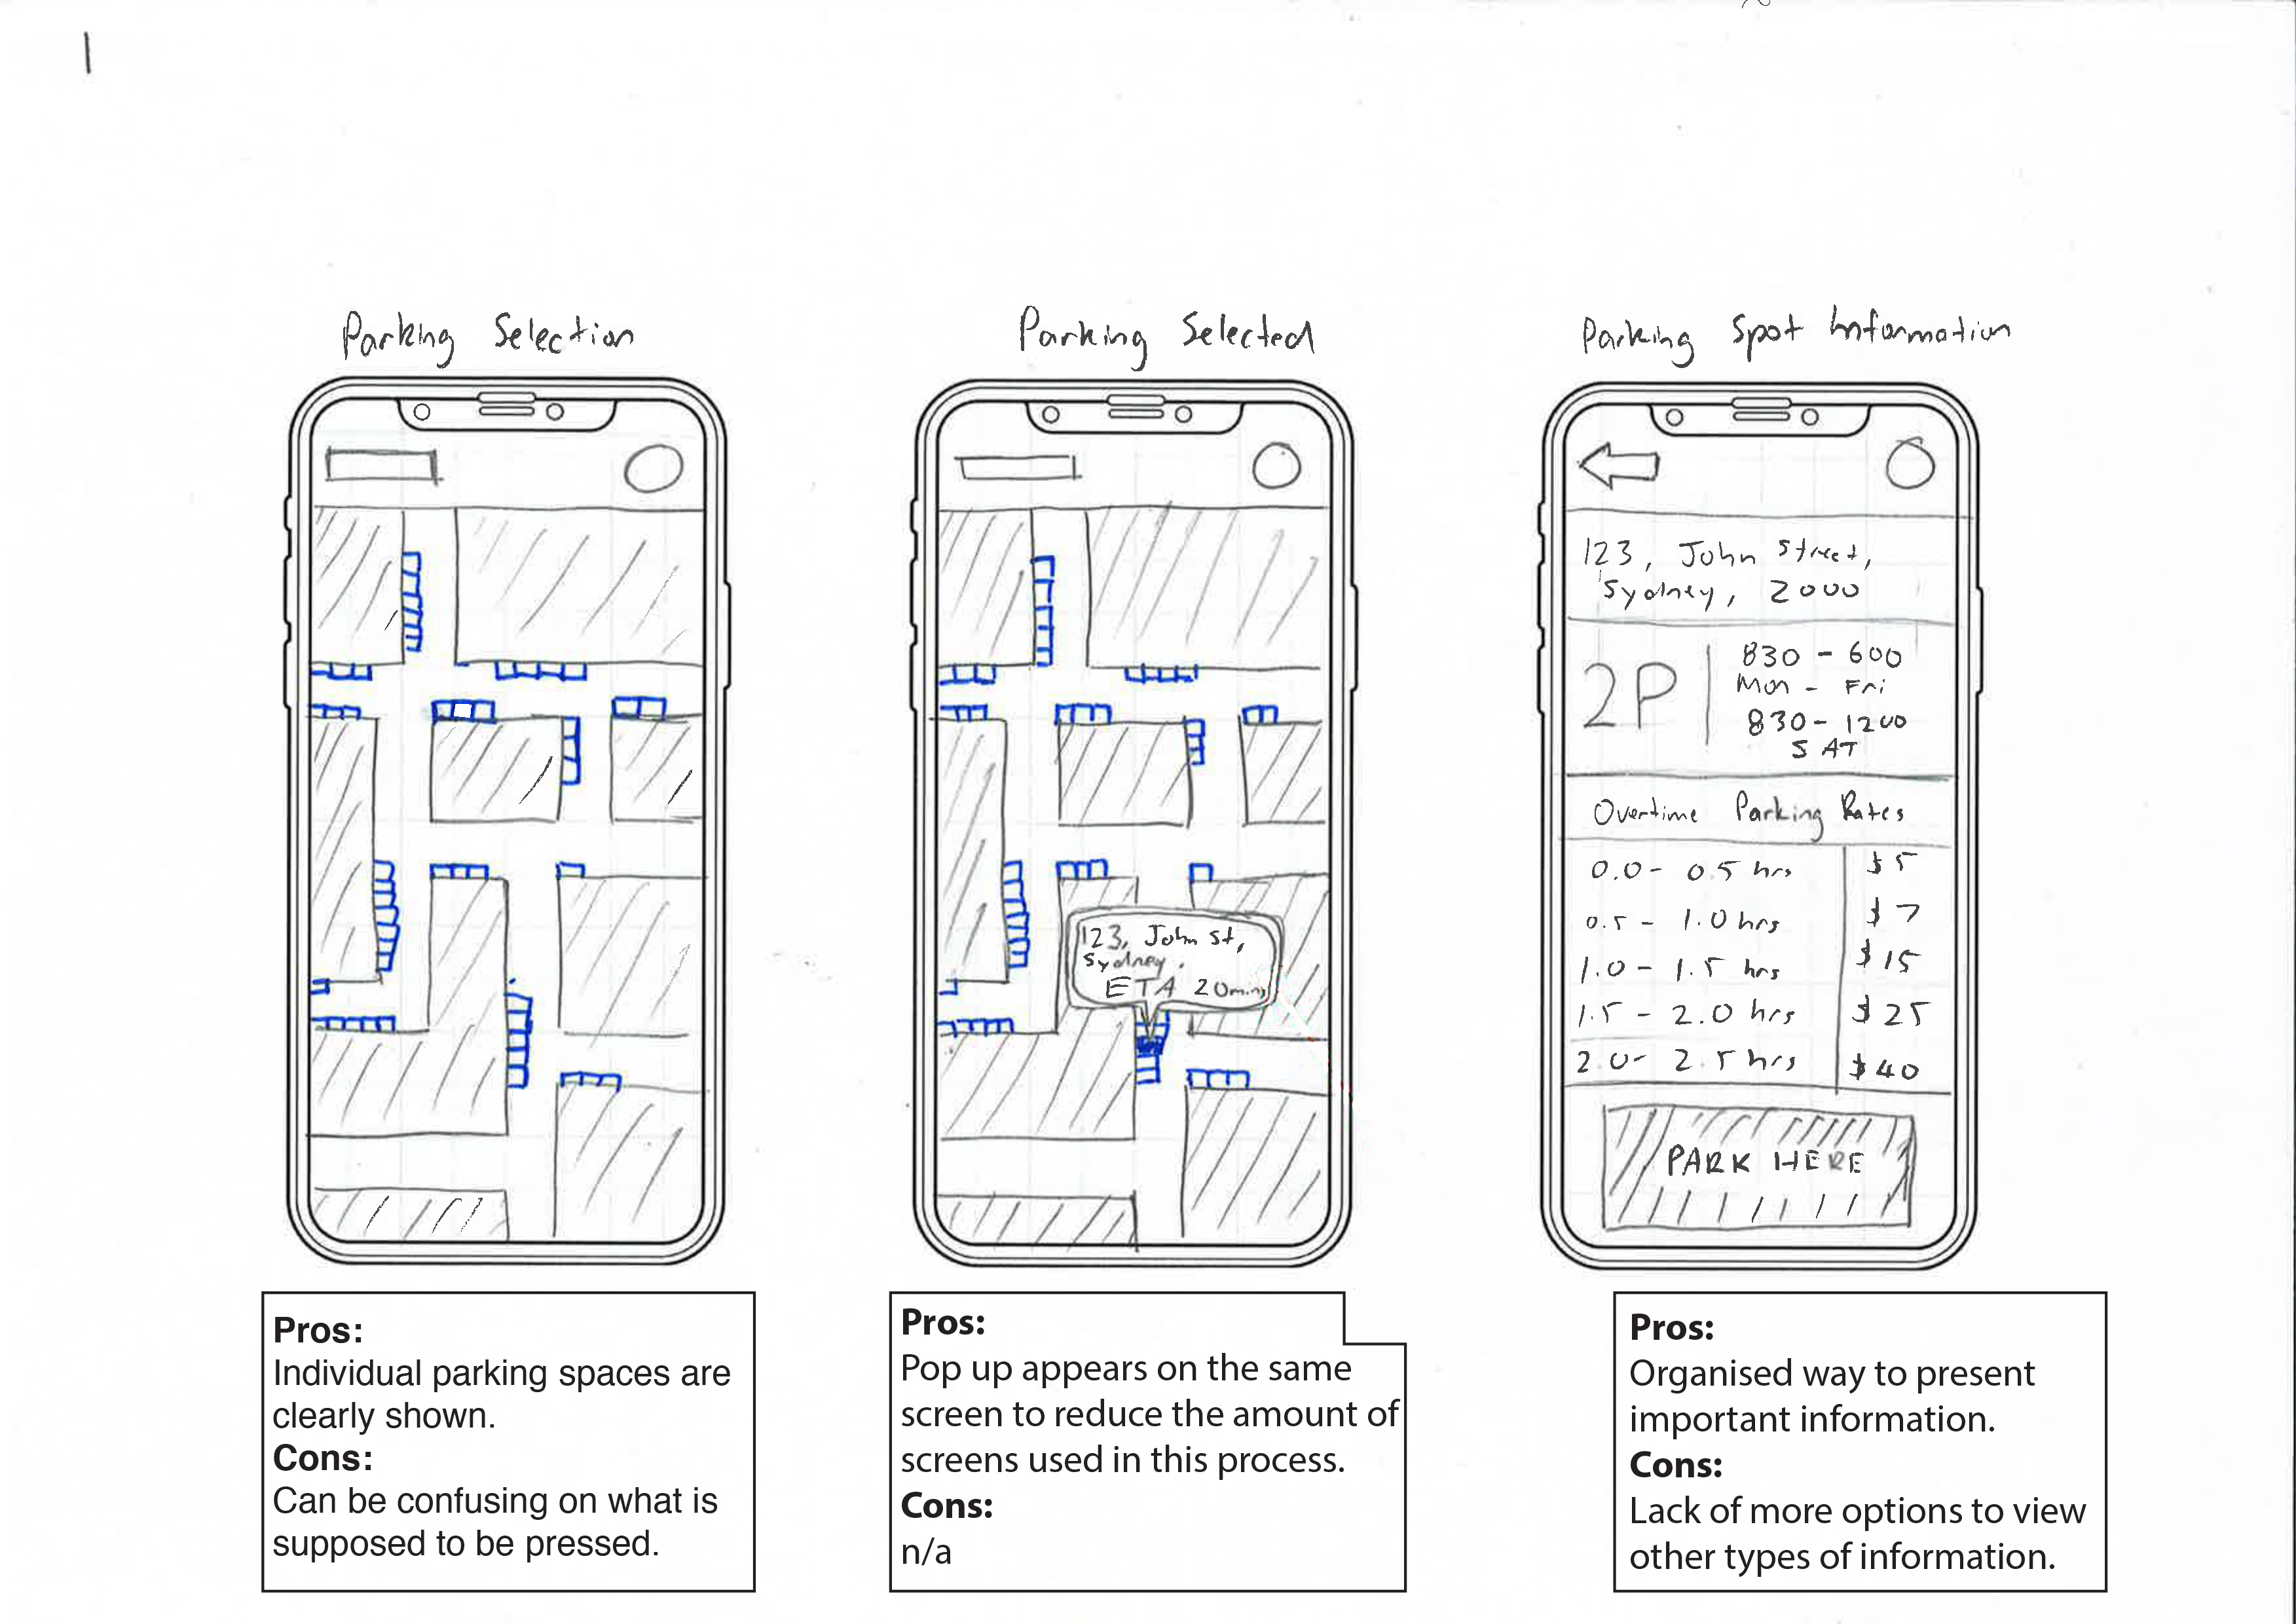 1
Parking Selection
Parking Selected
Parking Spot Information
123, John St,
Sydney.
ETA 20mins
123, John Street,
Sydney, 2000
2P
830 - 600
Mon - Fri
830 - 1200
SAT
Overtime Parking Rates
0.0 - 0.5 hrs $5
0.5 - 1.0 hrs $7
1.0 - 1.5 hrs $15
1.5 - 2.0 hrs $25
2.0 - 2.5 hrs $40
PARK HERE
Pros:
Individual parking spaces are
clearly shown.
Cons:
Can be confusing on what is
supposed to be pressed.
Pros:
Pop up appears on the same
screen to reduce the amount of
screens used in this process.
Cons:
n/a
Pros:
Organised way to present
important information.
Cons:
Lack of more options to view
other types of information.